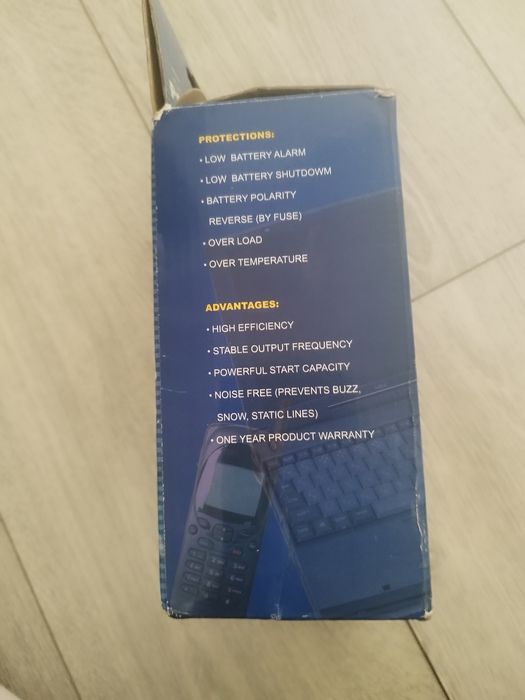 PROTECTIONS:
• LOW BATTERY ALARM
• LOW BATTERY SHUTDOWM
• BATTERY POLARITY
REVERSE (BY FUSE)
• OVER LOAD
• OVER TEMPERATURE
ADVANTAGES:
• HIGH EFFICIENCY
• STABLE OUTPUT FREQUENCY
• POWERFUL START CAPACITY
• NOISE FREE (PREVENTS BUZZ,
SNOW, STATIC LINES)
• ONE YEAR PRODUCT WARRANTY